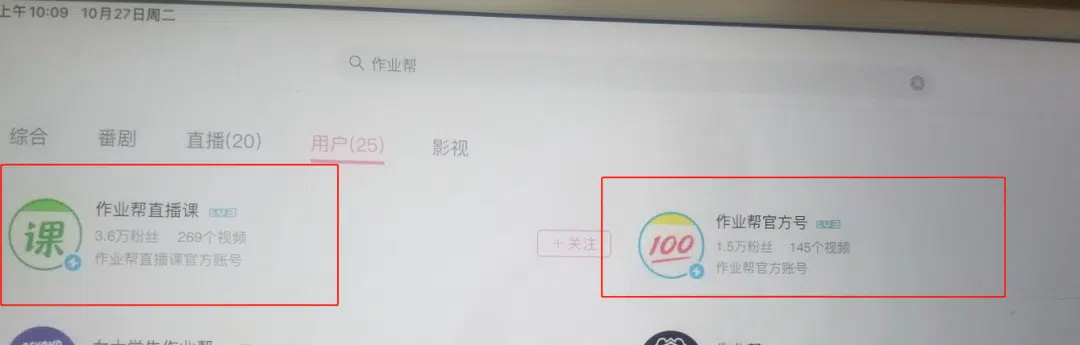 上午10:09 10月27日周二
作业帮
综合 番剧 直播(20) 用户(25) 影视
课
作业帮直播课
3.6万粉丝 269个视频
作业帮直播课官方账号
+ 关注
100
作业帮官方号
1.5万粉丝 145个视频
作业帮官方账号